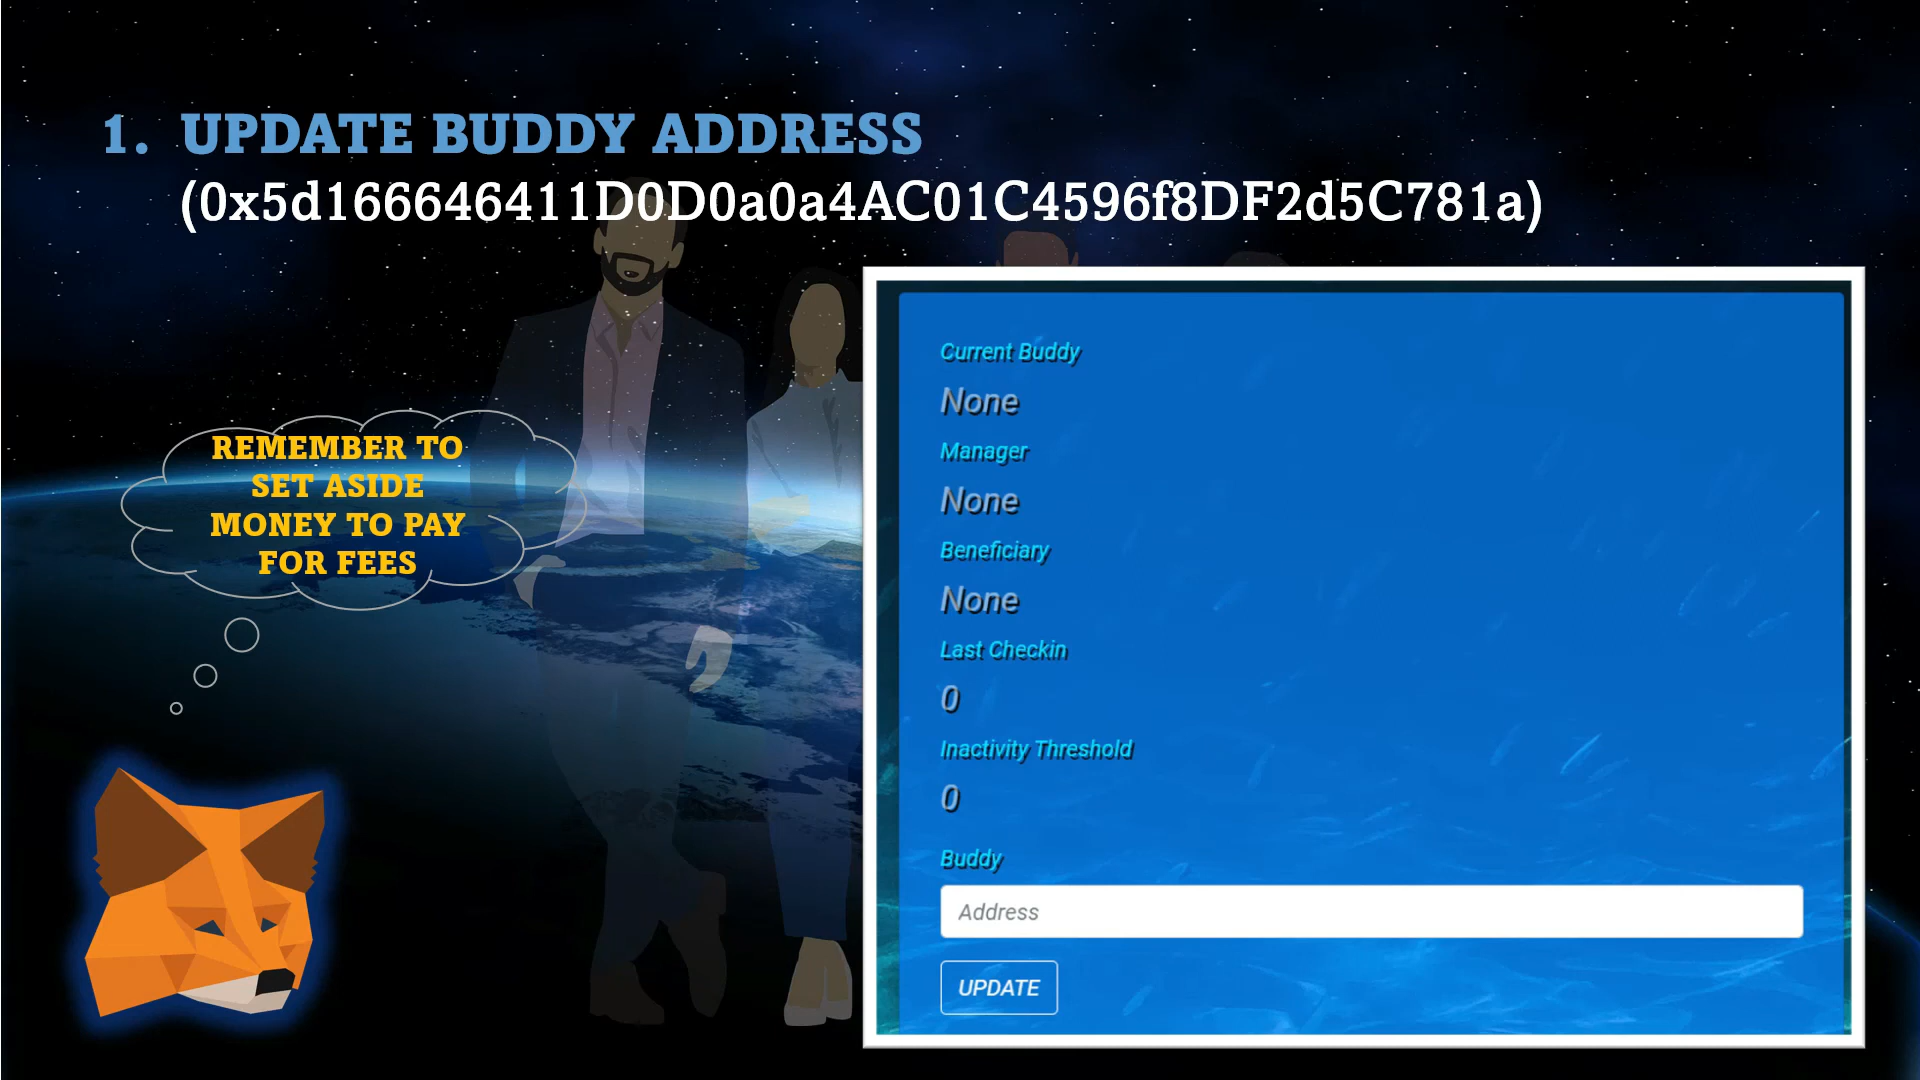 1. UPDATE BUDDY ADDRESS
(0x5d166646411D0D0a0a4AC01C4596f8DF2d5C781a)
REMEMBER TO
SET ASIDE
MONEY TO PAY
FOR FEES
Current Buddy
None
Manager
None
Beneficiary
None
Last Checkin
0
Inactivity Threshold
0
Buddy
Address
UPDATE